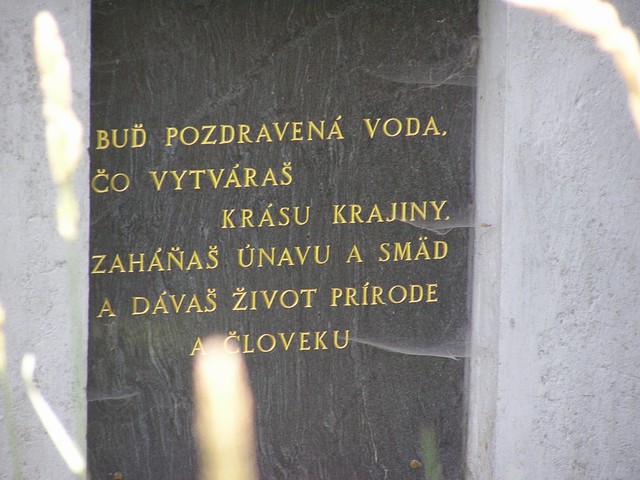 BUĎ POZDRAVENÁ VODA,
ČO VYTVÁRAŠ
KRÁSU KRAJINY,
ZAHÁŇAŠ ÚNAVU A SMÄD
A DÁVAŠ ŽIVOT PRÍRODE
A ČLOVEKU